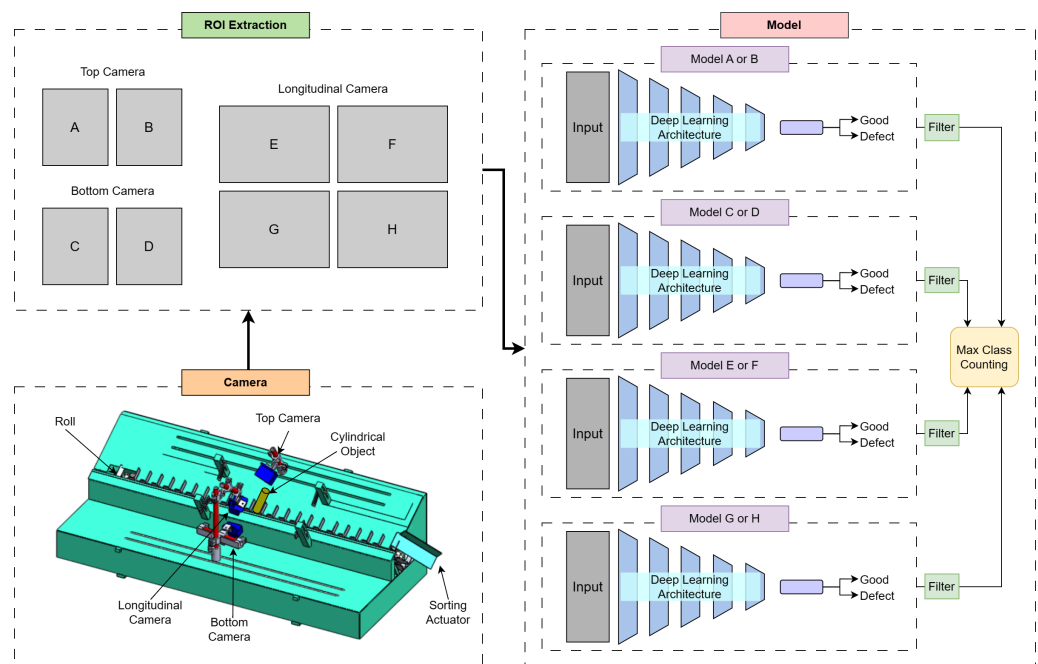 ROI Extraction
Top Camera
A
B
Bottom Camera
C
D
Longitudinal Camera
E
F
G
H
Camera
Roll
Top Camera
Cylindrical
Object
Longitudinal
Camera
Bottom
Camera
Sorting
Actuator
Model
Model A or B
Input
Deep Learning
Architecture
Good
Defect
Filter
Model C or D
Input
Deep Learning
Architecture
Good
Defect
Filter
Max Class
Counting
Model E or F
Input
Deep Learning
Architecture
Good
Defect
Filter
Model G or H
Input
Deep Learning
Architecture
Good
Defect
Filter